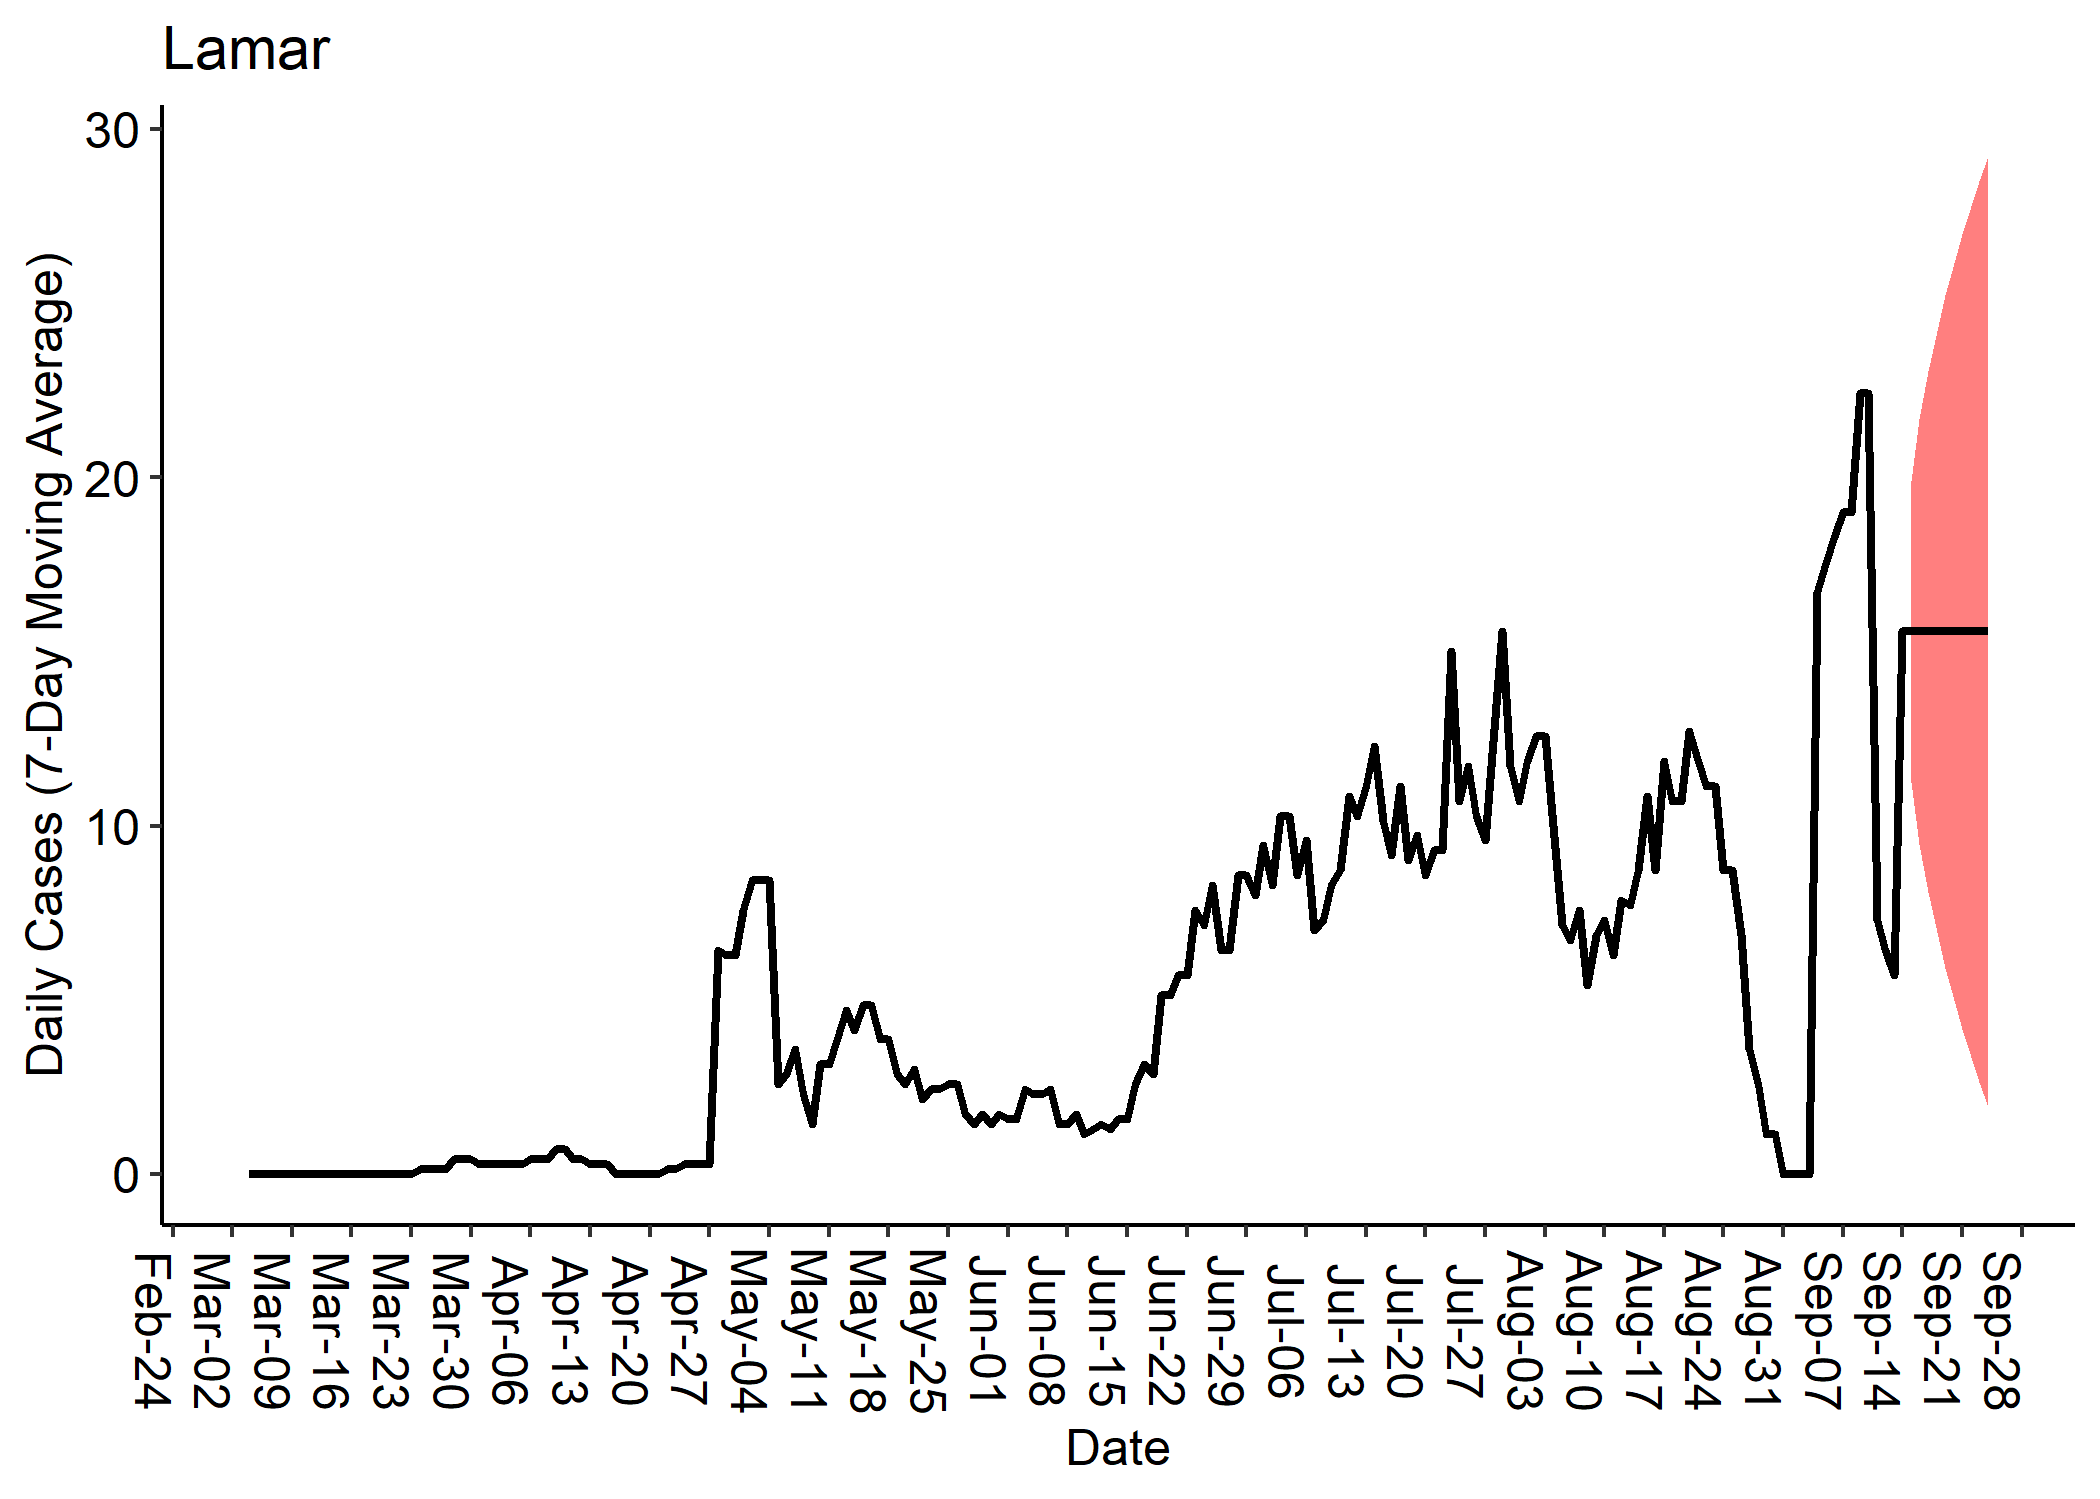 Lamar
Daily Cases (7-Day Moving Average)
30
20
10
0
Feb-24
Mar-02
Mar-09
Mar-16
Mar-23
Mar-30
Apr-06
Apr-13
Apr-20
Apr-27
May-04
May-11
May-18
May-25
Jun-01
Jun-08
Jun-15
Jun-22
Jun-29
Jul-06
Jul-13
Jul-20
Jul-27
Aug-03
Aug-10
Aug-17
Aug-24
Aug-31
Sep-07
Sep-14
Sep-21
Sep-28
Date